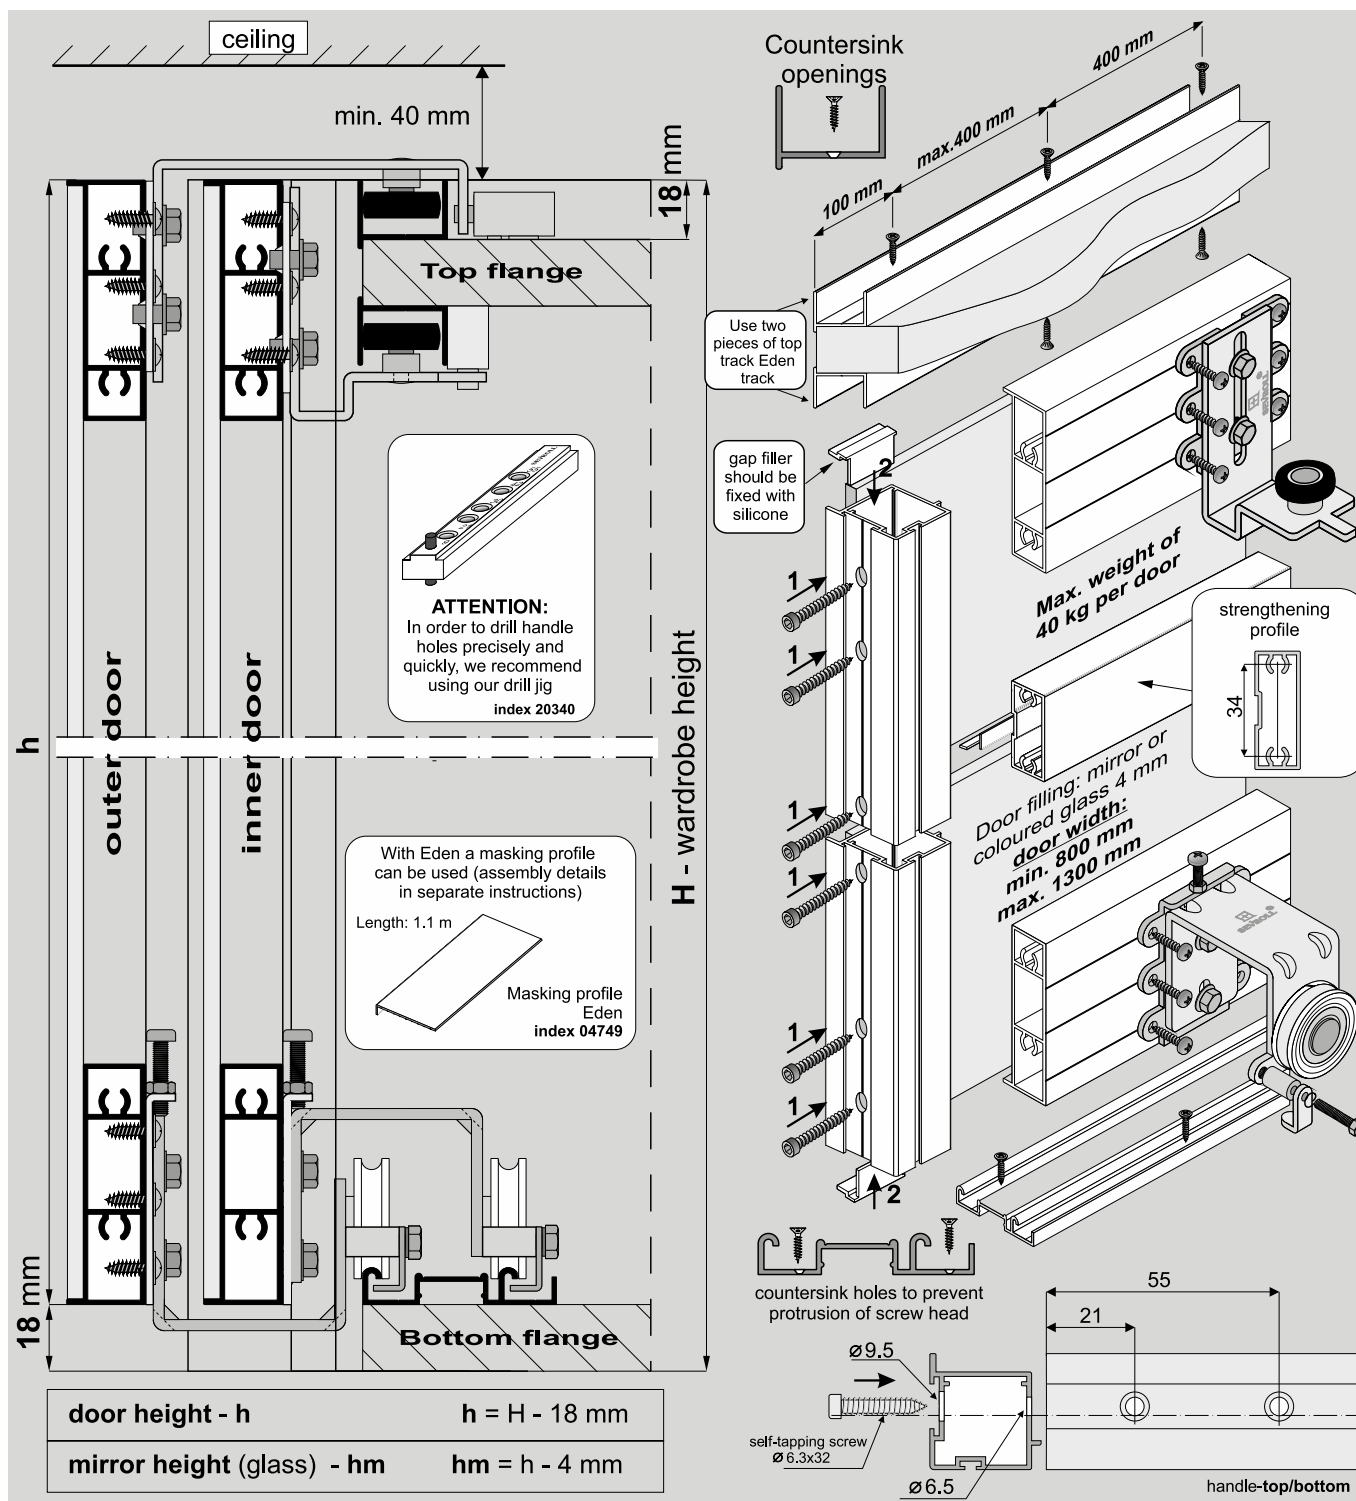 ceiling
min. 40 mm
18 mm
Top flange
h
outer door
inner door
H - wardrobe height
ATTENTION:
In order to drill handle
holes precisely and
quickly, we recommend
using our drill jig
index 20340
With Eden a masking profile
can be used (assembly details
in separate instructions)
Length: 1.1 m
Masking profile
Eden
index 04749
18 mm
Bottom flange
door height - h h = H - 18 mm
mirror height (glass) - hm hm = h - 4 mm
Countersink
openings
400 mm
max.400 mm
100 mm
Use two
pieces of top
track Eden
track
gap filler
should be
fixed with
silicone
2
1
1
1
1
1
1
2
SEVROLL
Max. weight of
40 kg per door
strengthening
profile
34
Door filling: mirror or
coloured glass 4 mm
door width:
min. 800 mm
max. 1300 mm
SEVROLL
countersink holes to prevent
protrusion of screw head
55
21
ø9.5
self-tapping screw
Ø 6.3x32
ø6.5
handle-top/bottom